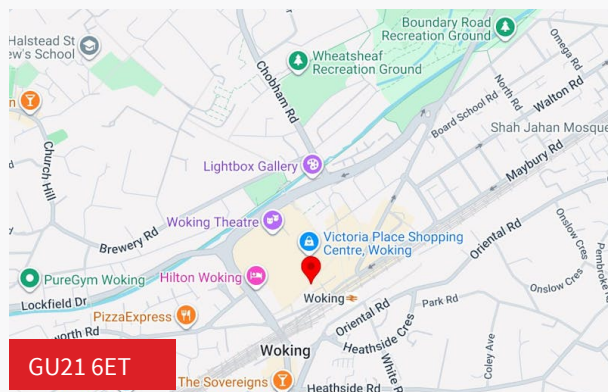 Boundary Road
Recreation Ground
Halstead St
ew's School
Wheatsheaf
Recreation Ground
Omega Rd
Chobham Rd
North Rd
Walton Rd
n
Board School Rd
Shah Jahan Mosque
Church Hill
Maybury Rd
Lightbox Gallery
Woking Theatre
Oriental Rd
Onslow Cres
Brewery Rd
Victoria Place Shopping
Centre, Woking
Pembroke
PureGym Woking
Hilton Woking
Onslow Cres
Lockfield Dr
Woking
Park Rd
PizzaExpress
Oriental Rd
worth Rd
Heathside Cres
Coley Ave
Woking
White R
GU21 6ET
The Sovereigns
Heathside Rd